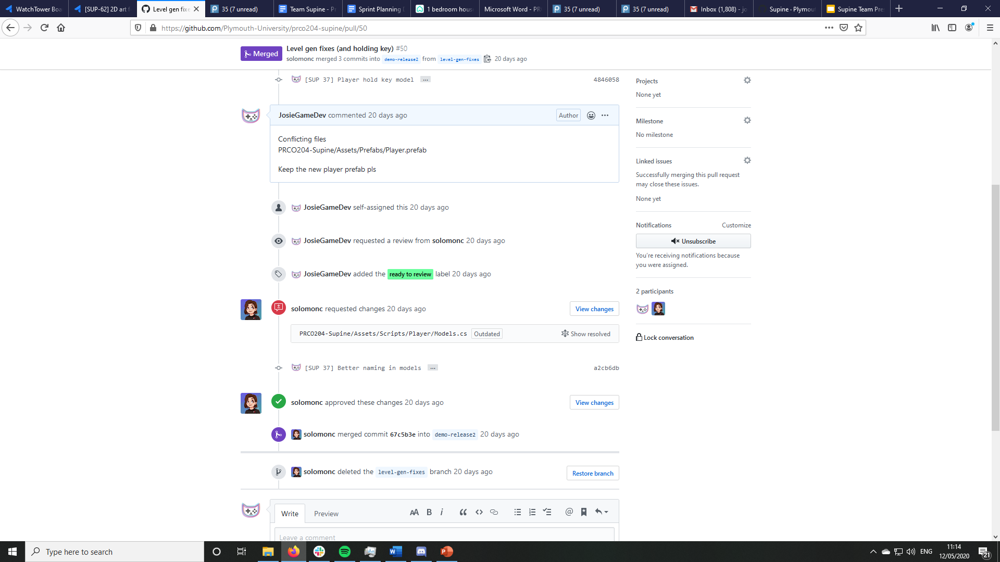 WatchTower Boa
[SUP-62] 2D art f
Level gen fixe
35 (7 unread)
Team Supine - Pr
Sprint Planning D
1 bedroom hous
Microsoft Word - PR
35 (7 unread)
35 (7 unread)
Inbox (1,808) - jo
Supine · Plymou
Supine Team Pre
https://github.com/Plymouth-University/prco204-supine/pull/50
Merged
Level gen fixes (and holding key) #50
solomonc merged 3 commits into demo-release2 from level-gen-fixes 20 days ago
[SUP 37] Player hold key model ... 4846058
JosieGameDev commented 20 days ago Author
Conflicting files
PRCO204-Supine/Assets/Prefabs/Player.prefab
Keep the new player prefab pls
JosieGameDev self-assigned this 20 days ago
JosieGameDev requested a review from solomonc 20 days ago
JosieGameDev added the ready to review label 20 days ago
solomonc requested changes 20 days ago View changes
PRCO204-Supine/Assets/Scripts/Player/Models.cs Outdated Show resolved
[SUP 37] Better naming in models ... a2cb6db
solomonc approved these changes 20 days ago View changes
solomonc merged commit 67c5b3e into demo-release2 20 days ago
solomonc deleted the level-gen-fixes branch 20 days ago Restore branch
Write Preview
AA B i
Leave a comment
Projects
None yet
Milestone
No milestone
Linked issues
Successfully merging this pull request
may close these issues.
None yet
Notifications Customize
Unsubscribe
You're receiving notifications because
you were assigned.
2 participants
Lock conversation
Type here to search
ENG
11:14
12/05/2020
21